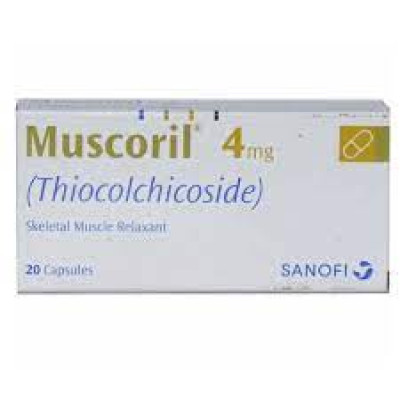 Muscoril® 4mg
(Thiocolchicoside)
Skeletal Muscle Relaxant
20 Capsules
SANOFI